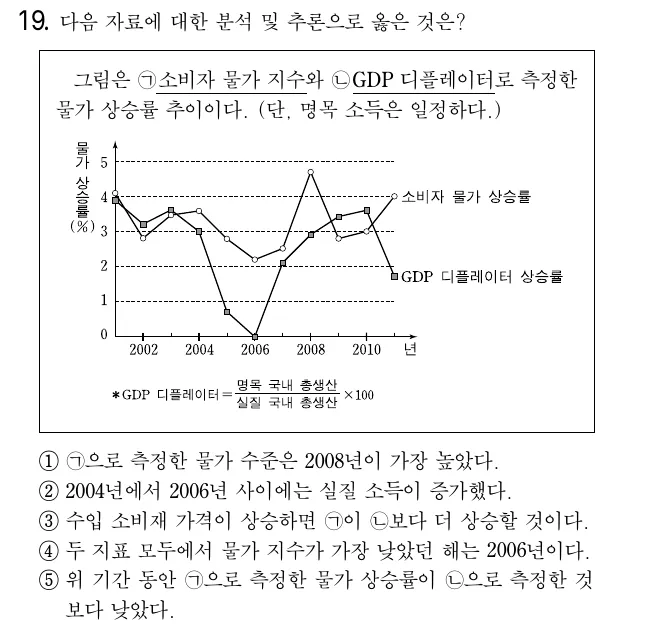 19. 다음 자료에 대한 분석 및 추론으로 옳은 것은?
그림은 ㉠소비자 물가 지수와 ㉡GDP 디플레이터로 측정한
물가 상승률 추이이다. (단, 명목 소득은 일정하다.)
물가 상승률(%)
5
4
3
2
1
0
소비자 물가 상승률
GDP 디플레이터 상승률
2002 2004 2006 2008 2010 년
*GDP 디플레이터=명목 국내 총생산/실질 국내 총생산×100
① ㉠으로 측정한 물가 수준은 2008년이 가장 높았다.
② 2004년에서 2006년 사이에는 실질 소득이 증가했다.
③ 수입 소비재 가격이 상승하면 ㉠이 ㉡보다 더 상승할 것이다.
④ 두 지표 모두에서 물가 지수가 가장 낮았던 해는 2006년이다.
⑤ 위 기간 동안 ㉠으로 측정한 물가 상승률이 ㉡으로 측정한 것
보다 낮았다.